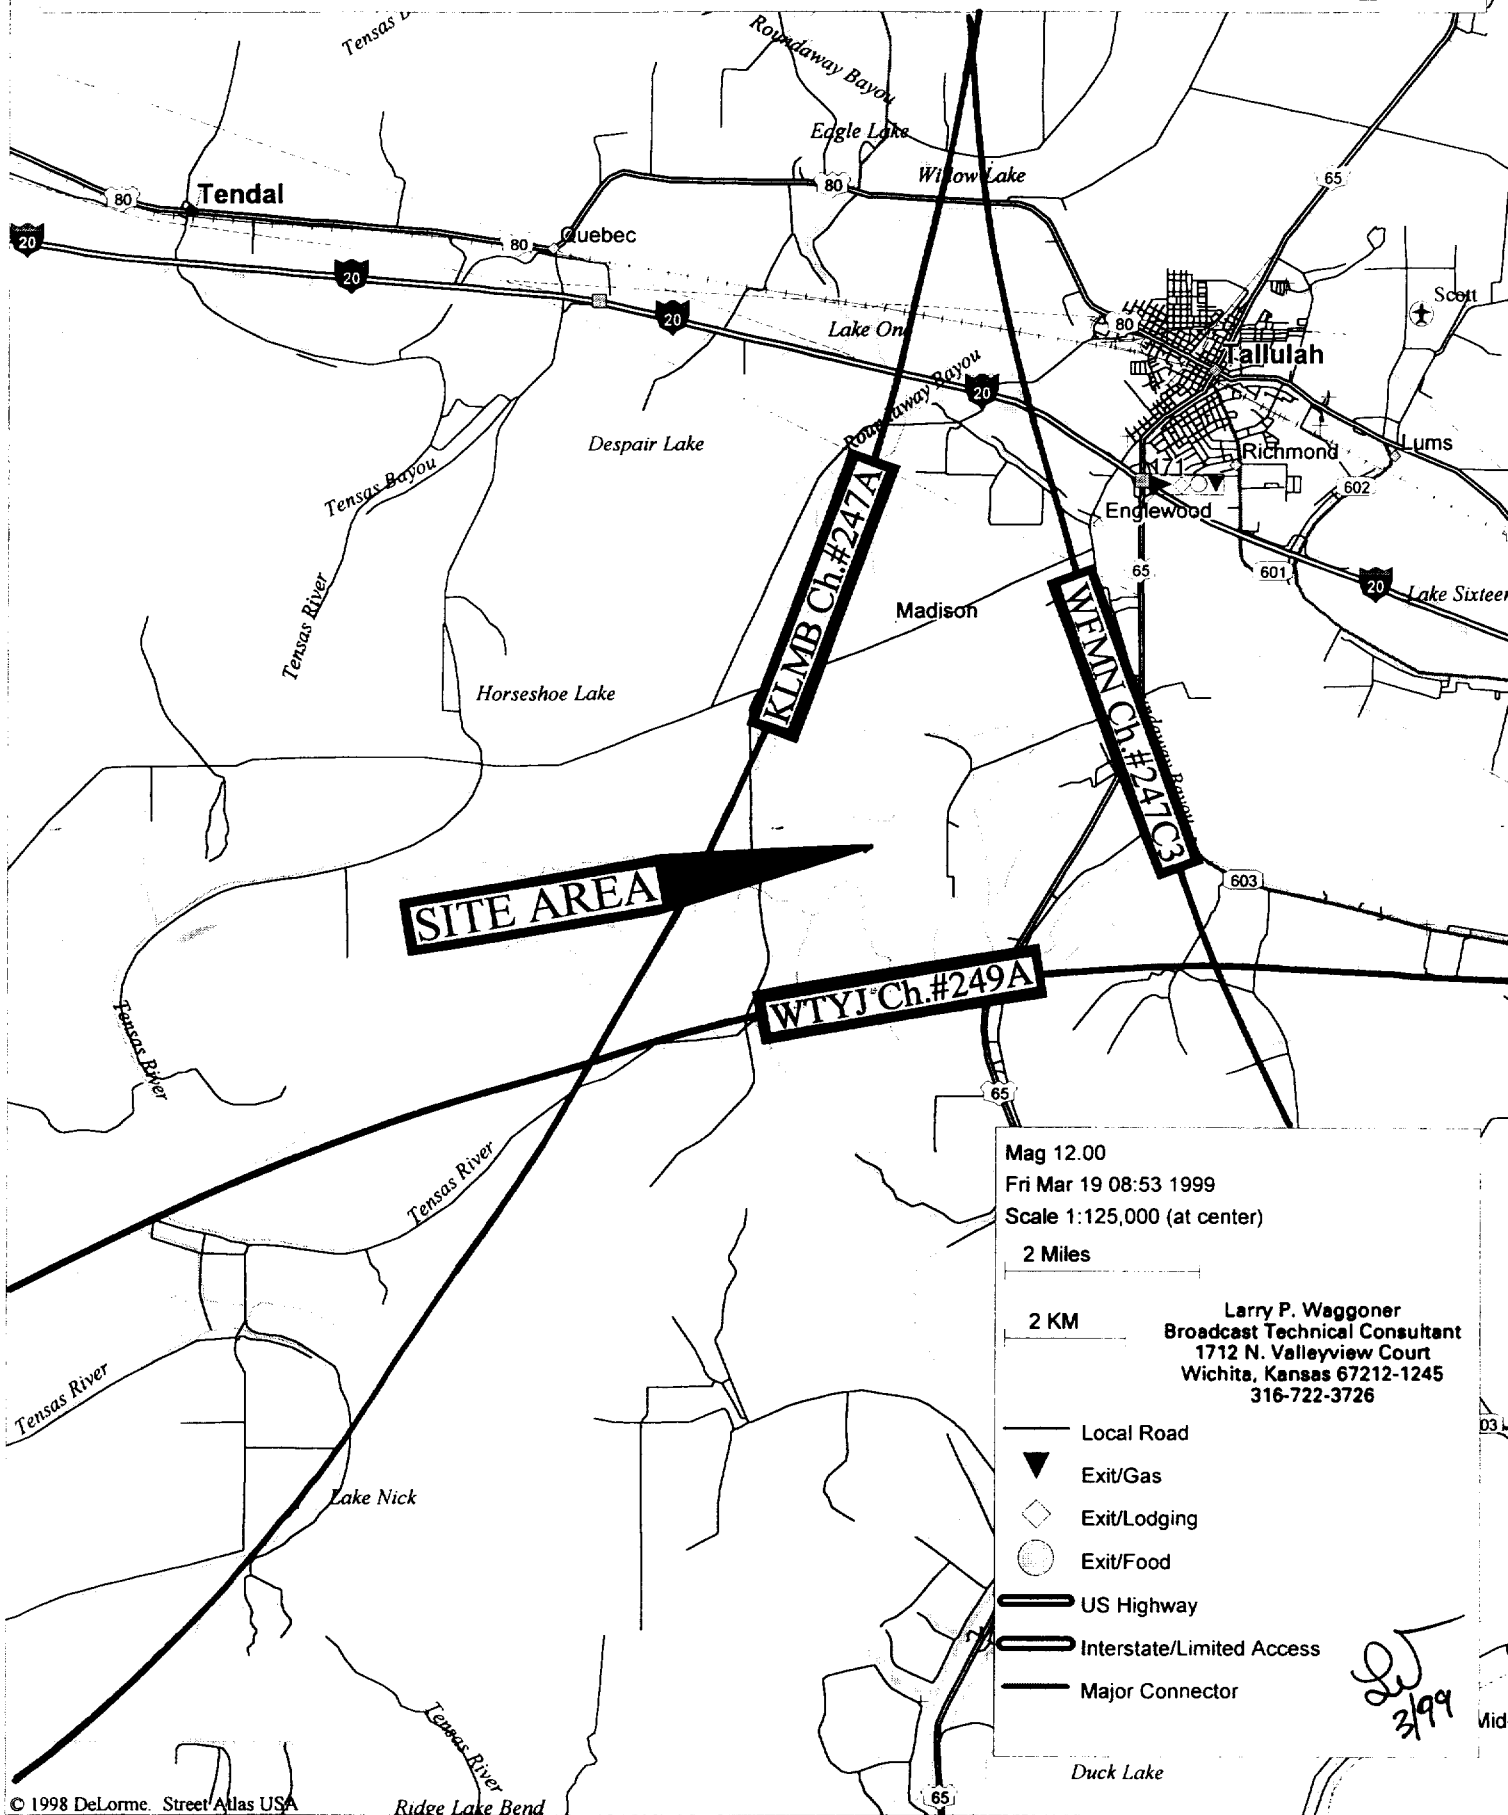 Tensas B
Roundaway Bayou
Eagle Lake
Willow Lake
65
80
Tendal
80
20
80
Quebec
20
20
Lake One
80
Scott
Tallulah
Roundaway Bayou
20
Despair Lake
Tensas Bayou
Richmond
Lums
171
602
Englewood
KLMB Ch.#247A
65
601
20
Lake Sixteen
Tensas River
Madison
WFMN Ch.#247C3
Horseshoe Lake
ndaway Bayou
SITE AREA
603
WTYJ Ch.#249A
Tensas River
65
Tensas River
Mag 12.00
Fri Mar 19 08:53 1999
Scale 1:125,000 (at center)
2 Miles
2 KM
Larry P. Waggoner
Broadcast Technical Consultant
1712 N. Valleyview Court
Wichita, Kansas 67212-1245
316-722-3726
Local Road
Exit/Gas
Exit/Lodging
Exit/Food
US Highway
Interstate/Limited Access
Major Connector
LW
3/99
Tensas River
03
Lake Nick
Tensas River
Mid
Duck Lake
65
Ridge Lake Bend
© 1998 DeLorme. Street Atlas USA